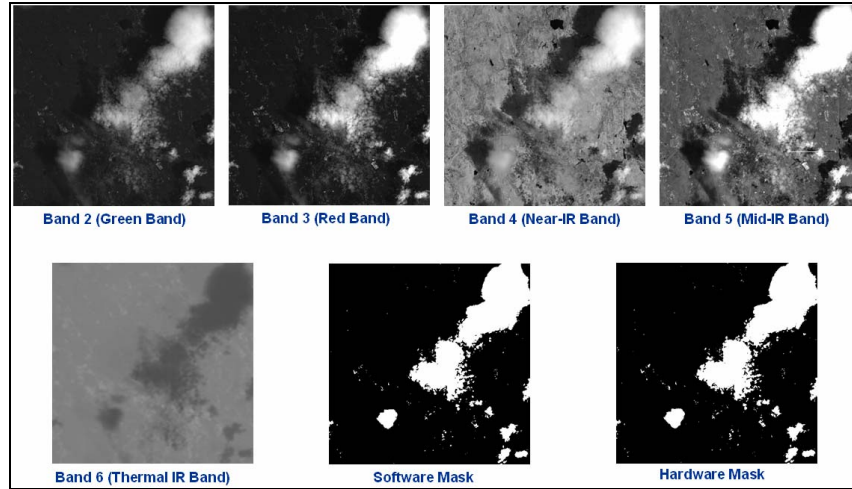 Band 2 (Green Band)
Band 3 (Red Band)
Band 4 (Near-IR Band)
Band 5 (Mid-IR Band)
Band 6 (Thermal IR Band)
Software Mask
Hardware Mask